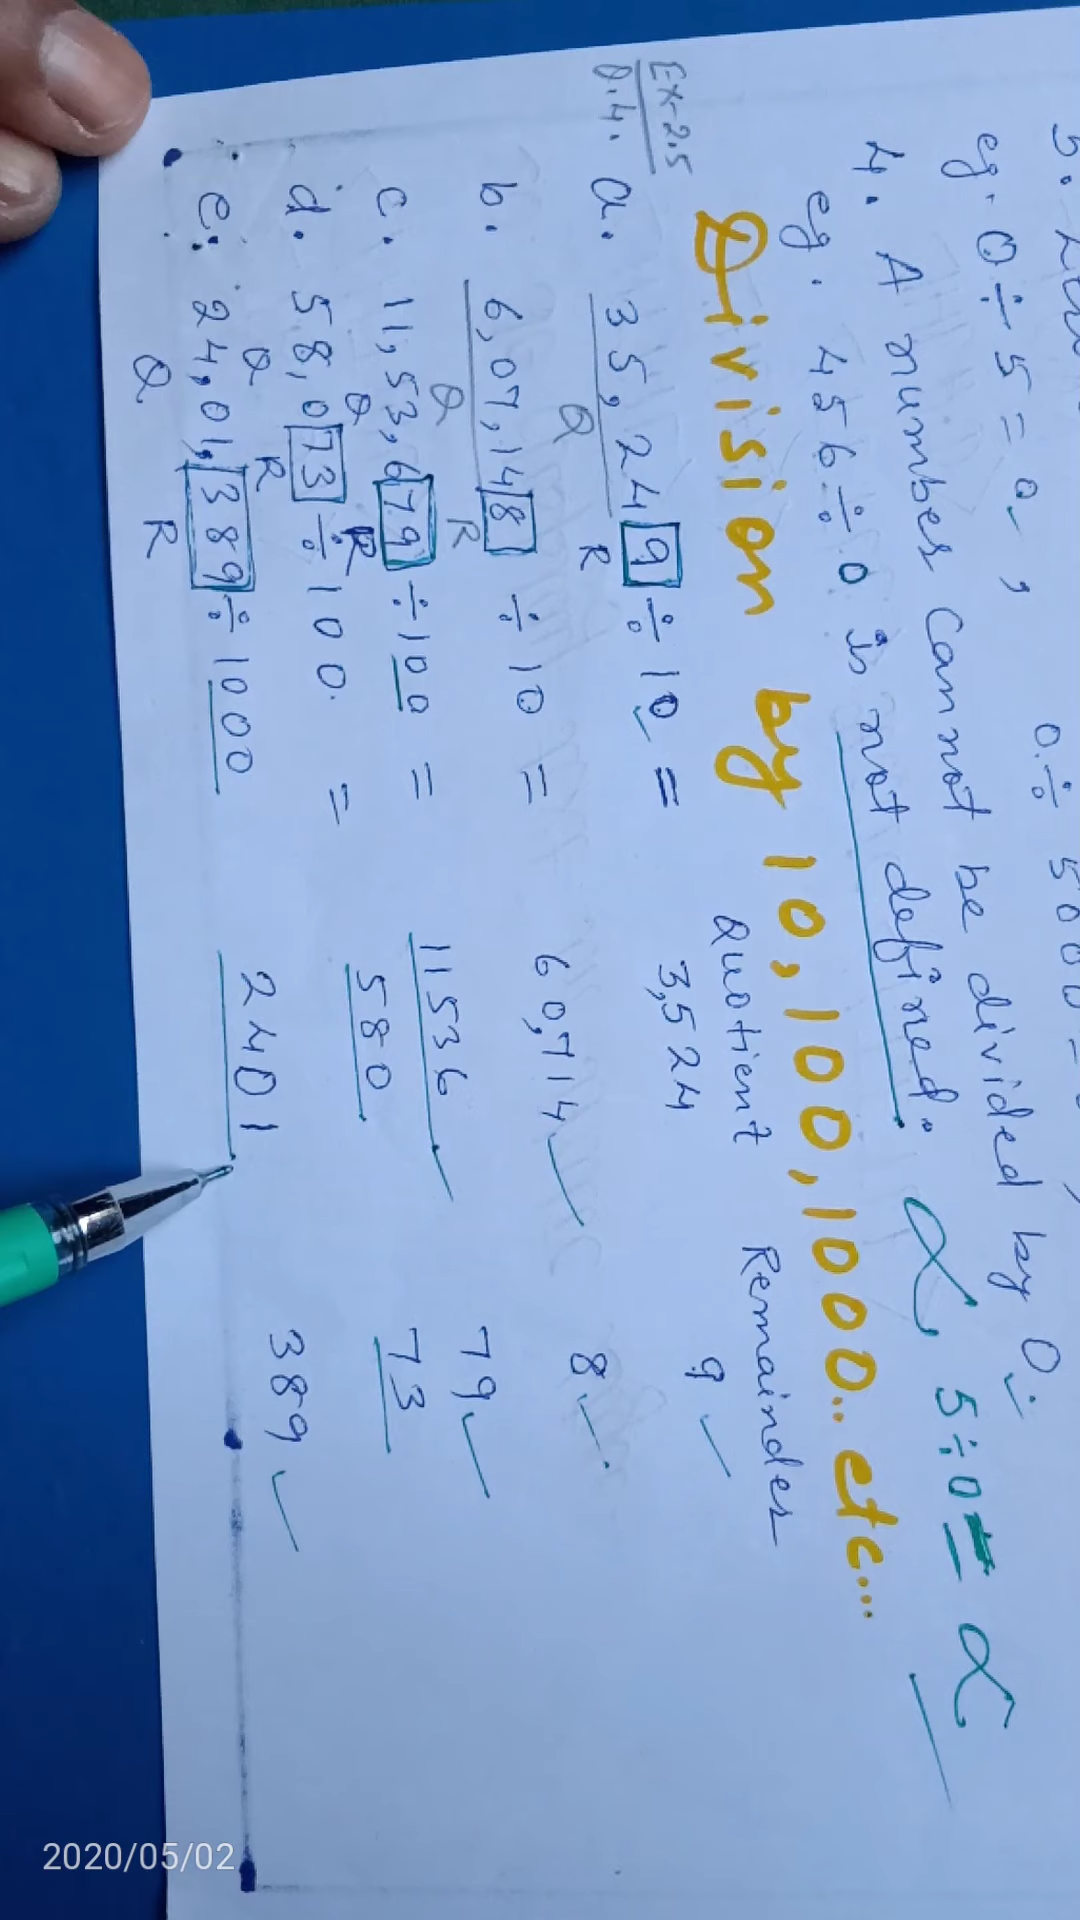 eg. 0 ÷ 5 = 0 ,
4. A number cannot be divided by 0.
eg. 456 ÷ 0 is not defined. α, 5÷0 = α
Division by 10, 100, 1000.. etc...
Ex-2.5
Q.4.
Quotient Remainder
a. 35,249 ÷ 10 = 3,524 9
Q R
b. 6,07,148 ÷ 10 = 60,714 8
Q R
c. 11,53,679 ÷ 100 = 11536 79
Q R
d. 58,073 ÷ 100. = 580 73
Q R
e. 24,01,389 ÷ 1000 2401 389
Q R
2020/05/02